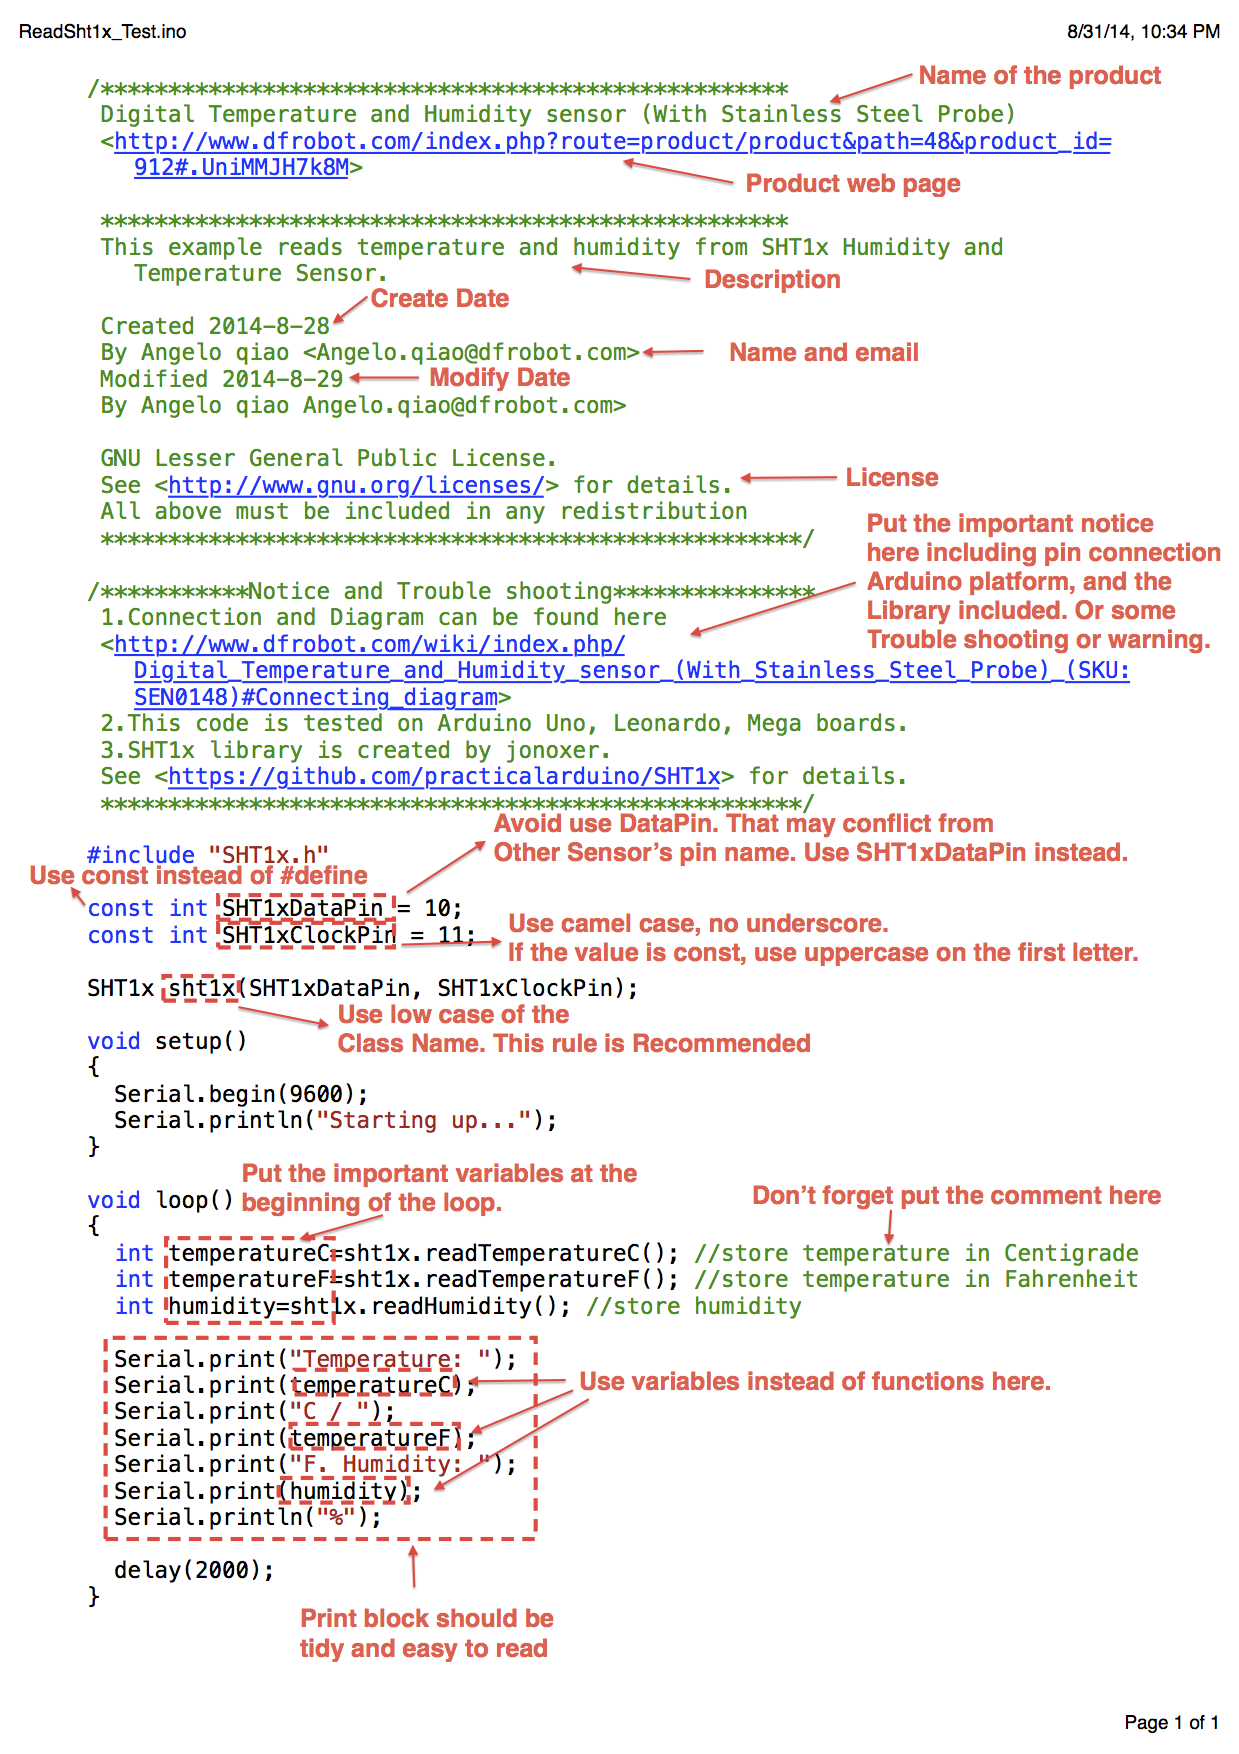 ReadSht1x_Test.ino
8/31/14, 10:34 PM
/***************************************************
Name of the product
Digital Temperature and Humidity sensor (With Stainless Steel Probe)
<http://www.dfrobot.com/index.php?route=product/product&path=48&product_id=
912#.UniMMJH7k8M>
Product web page
***************************************************
This example reads temperature and humidity from SHT1x Humidity and
Temperature Sensor.
Description
Create Date
Created 2014-8-28
By Angelo qiao <Angelo.qiao@dfrobot.com>
Name and email
Modified 2014-8-29
Modify Date
By Angelo qiao Angelo.qiao@dfrobot.com>
GNU Lesser General Public License.
See <http://www.gnu.org/licenses/> for details.
License
All above must be included in any redistribution
****************************************************/
Put the important notice
here including pin connection
Arduino platform, and the
Library included. Or some
Trouble shooting or warning.
/***********Notice and Trouble shooting***************
1.Connection and Diagram can be found here
<http://www.dfrobot.com/wiki/index.php/
Digital_Temperature_and_Humidity_sensor_(With_Stainless_Steel_Probe)_(SKU:
SEN0148)#Connecting_diagram>
2.This code is tested on Arduino Uno, Leonardo, Mega boards.
3.SHT1x library is created by jonoxer.
See <https://github.com/practicalarduino/SHT1x> for details.
****************************************************/
Avoid use DataPin. That may conflict from
Other Sensor's pin name. Use SHT1xDataPin instead.
#include "SHT1x.h"
Use const instead of #define
const int SHT1xDataPin = 10;
const int SHT1xClockPin = 11;
Use camel case, no underscore.
If the value is const, use uppercase on the first letter.
SHT1x sht1x(SHT1xDataPin, SHT1xClockPin);
Use low case of the
Class Name. This rule is Recommended
void setup()
{
Serial.begin(9600);
Serial.println("Starting up...");
}
Put the important variables at the
beginning of the loop.
void loop()
Don't forget put the comment here
{
int temperatureC=sht1x.readTemperatureC(); //store temperature in Centigrade
int temperatureF=sht1x.readTemperatureF(); //store temperature in Fahrenheit
int humidity=sht1x.readHumidity(); //store humidity
Serial.print("Temperature: ");
Serial.print(temperatureC);
Use variables instead of functions here.
Serial.print("C / ");
Serial.print(temperatureF);
Serial.print("F. Humidity: ");
Serial.print(humidity);
Serial.println("%");
delay(2000);
}
Print block should be
tidy and easy to read
Page 1 of 1